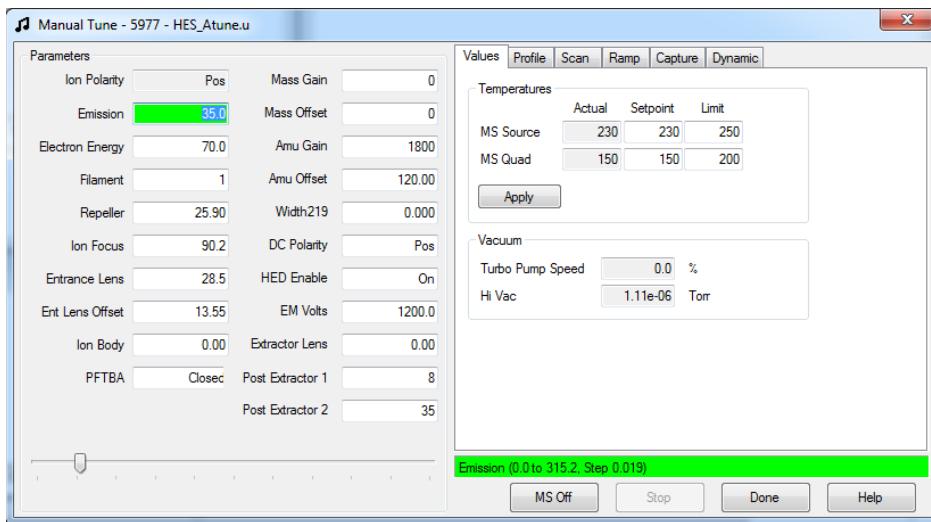 Manual Tune - 5977 - HES_Atune.u
x
Parameters
Ion Polarity Pos Mass Gain 0
Emission 35.0 Mass Offset 0
Electron Energy 70.0 Amu Gain 1800
Filament 1 Amu Offset 120.00
Repeller 25.90 Width219 0.000
Ion Focus 90.2 DC Polarity Pos
Entrance Lens 28.5 HED Enable On
Ent Lens Offset 13.55 EM Volts 1200.0
Ion Body 0.00 Extractor Lens 0.00
PFTBA Closed Post Extractor 1 8
Post Extractor 2 35
Values Profile Scan Ramp Capture Dynamic
Temperatures
Actual Setpoint Limit
MS Source 230 230 250
MS Quad 150 150 200
Apply
Vacuum
Turbo Pump Speed 0.0 %
Hi Vac 1.11e-06 Torr
Emission (0.0 to 315.2, Step 0.019)
MS Off Stop Done Help